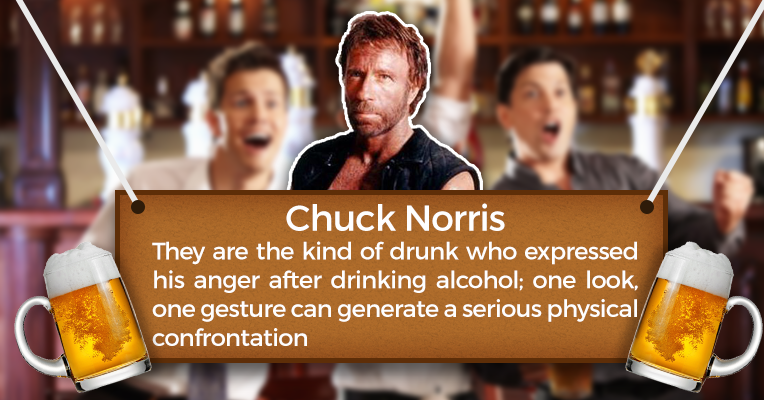 Chuck Norris
They are the kind of drunk who expressed
his anger after drinking alcohol; one look,
one gesture can generate a serious physical
confrontation